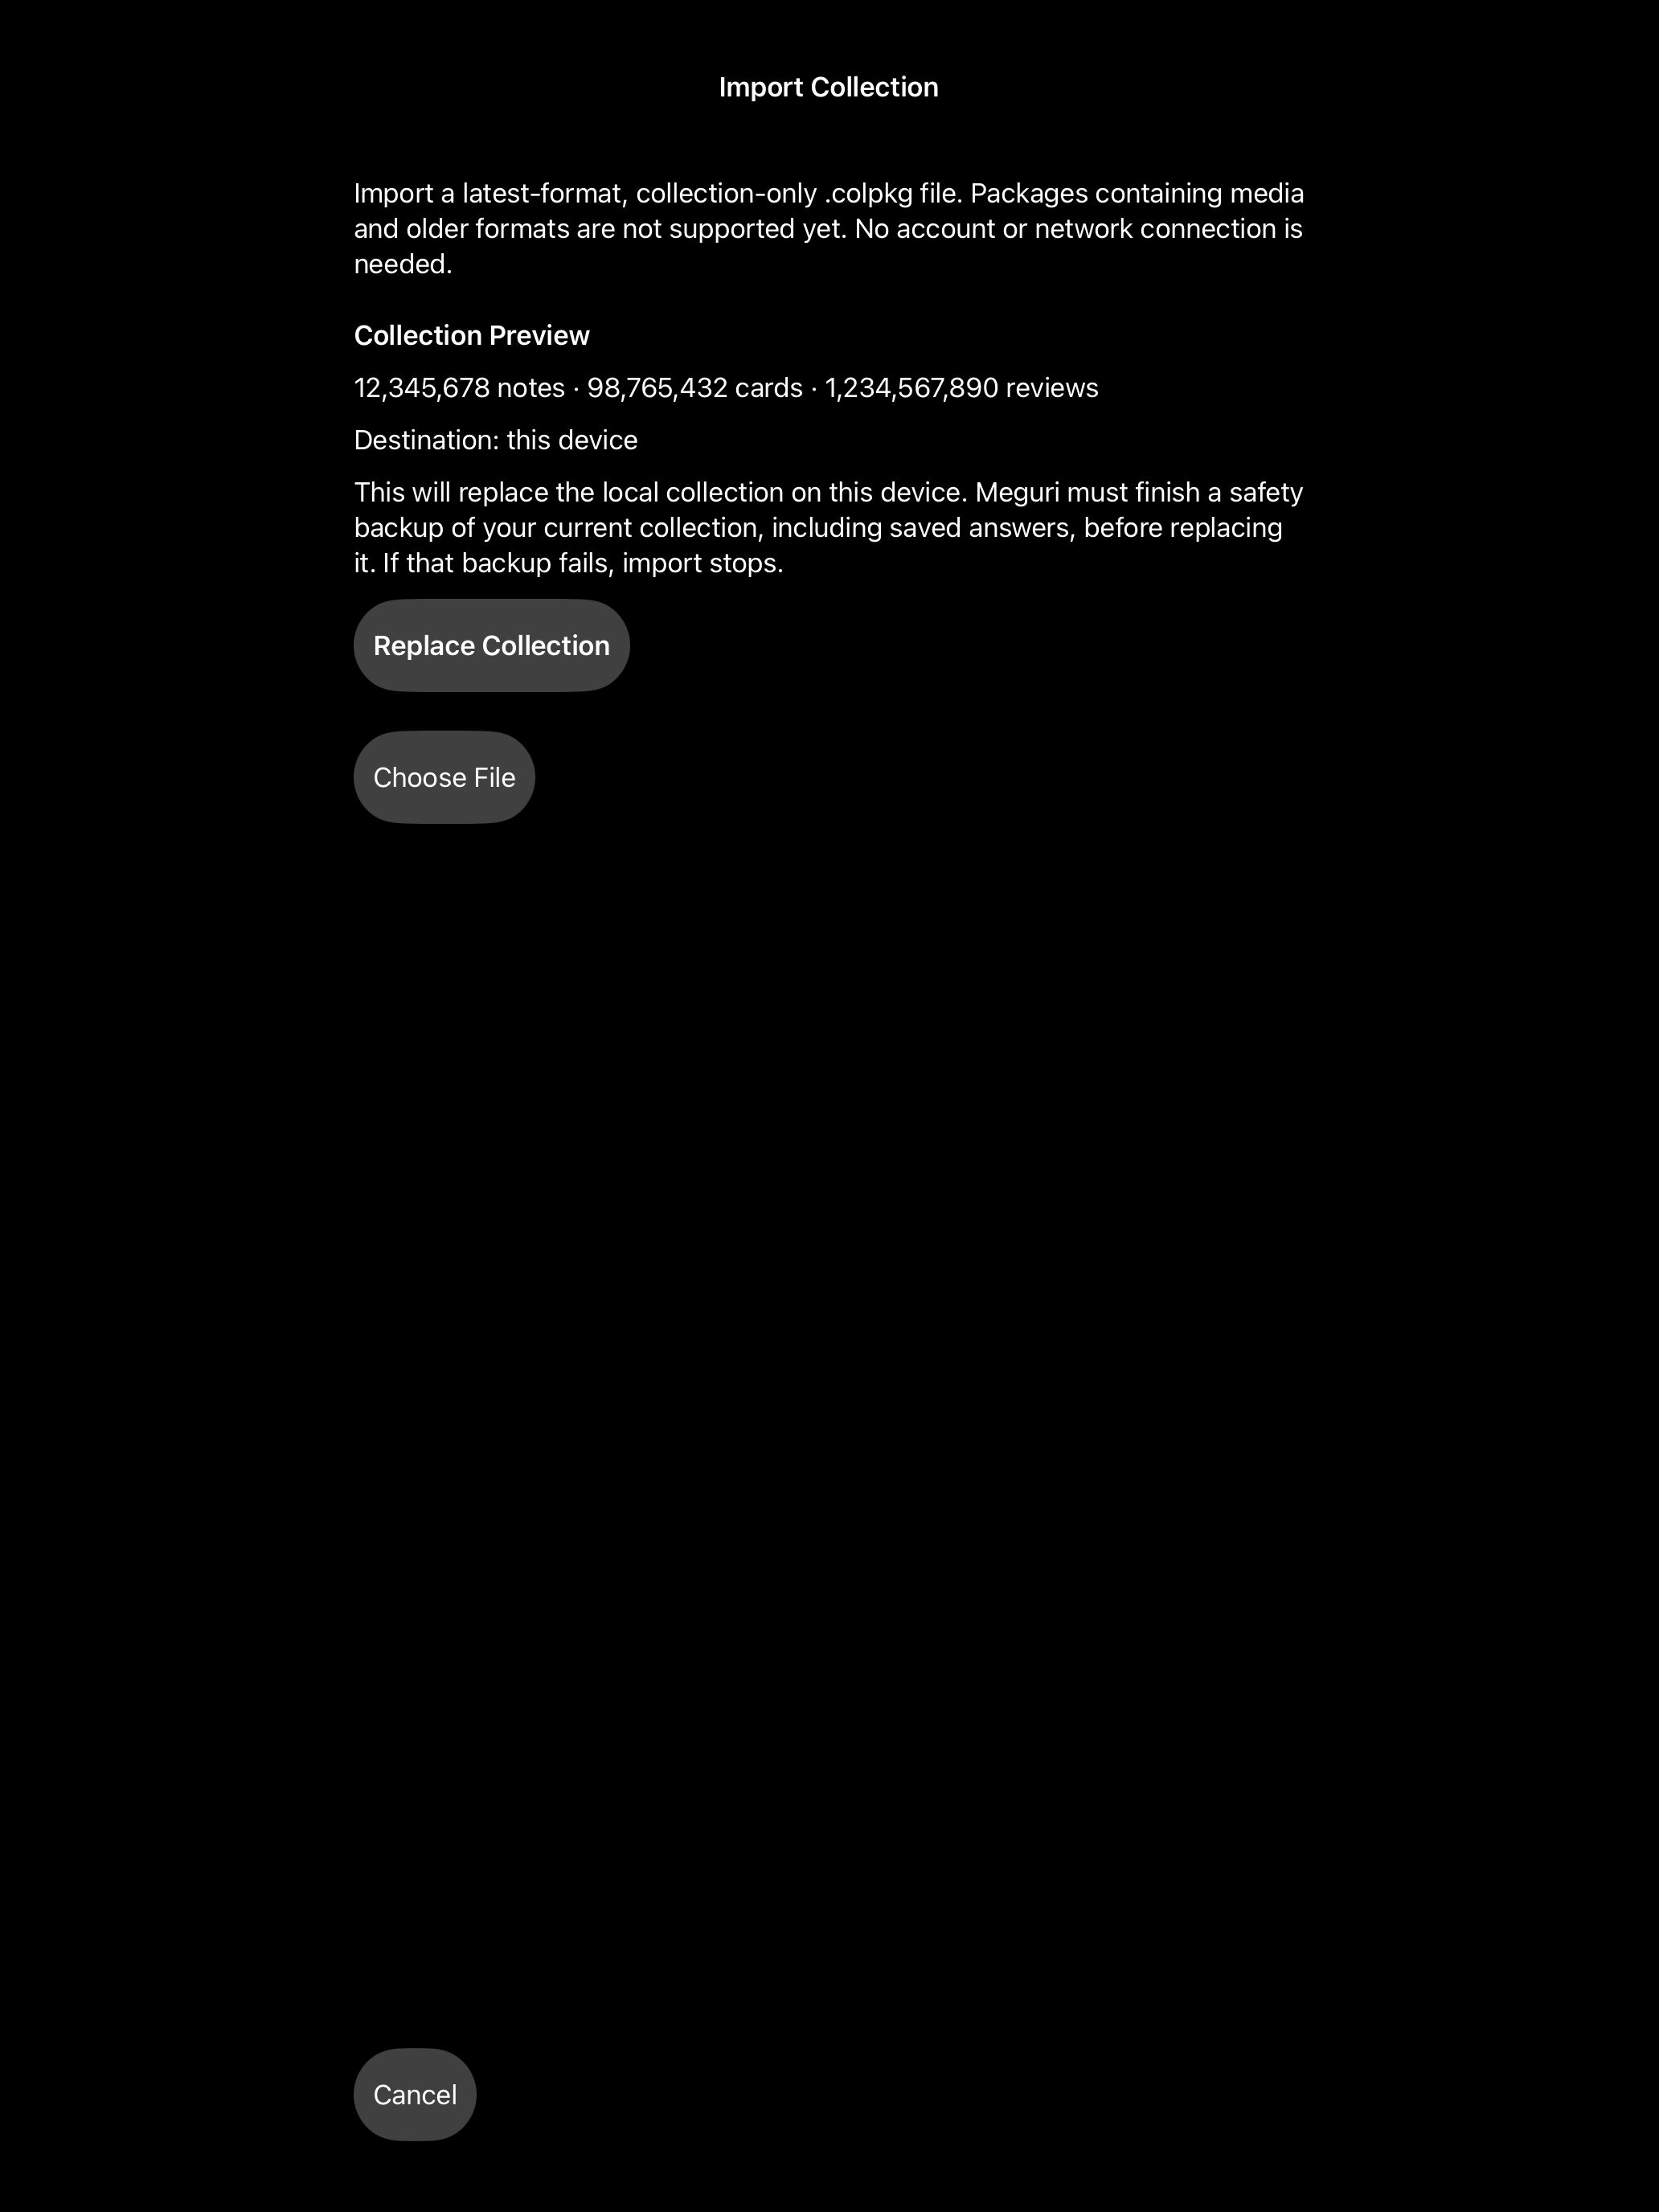 Import Collection
Import a latest-format, collection-only .colpkg file. Packages containing media
and older formats are not supported yet. No account or network connection is
needed.
Collection Preview
12,345,678 notes · 98,765,432 cards · 1,234,567,890 reviews
Destination: this device
This will replace the local collection on this device. Meguri must finish a safety
backup of your current collection, including saved answers, before replacing
it. If that backup fails, import stops.
Replace Collection
Choose File
Cancel